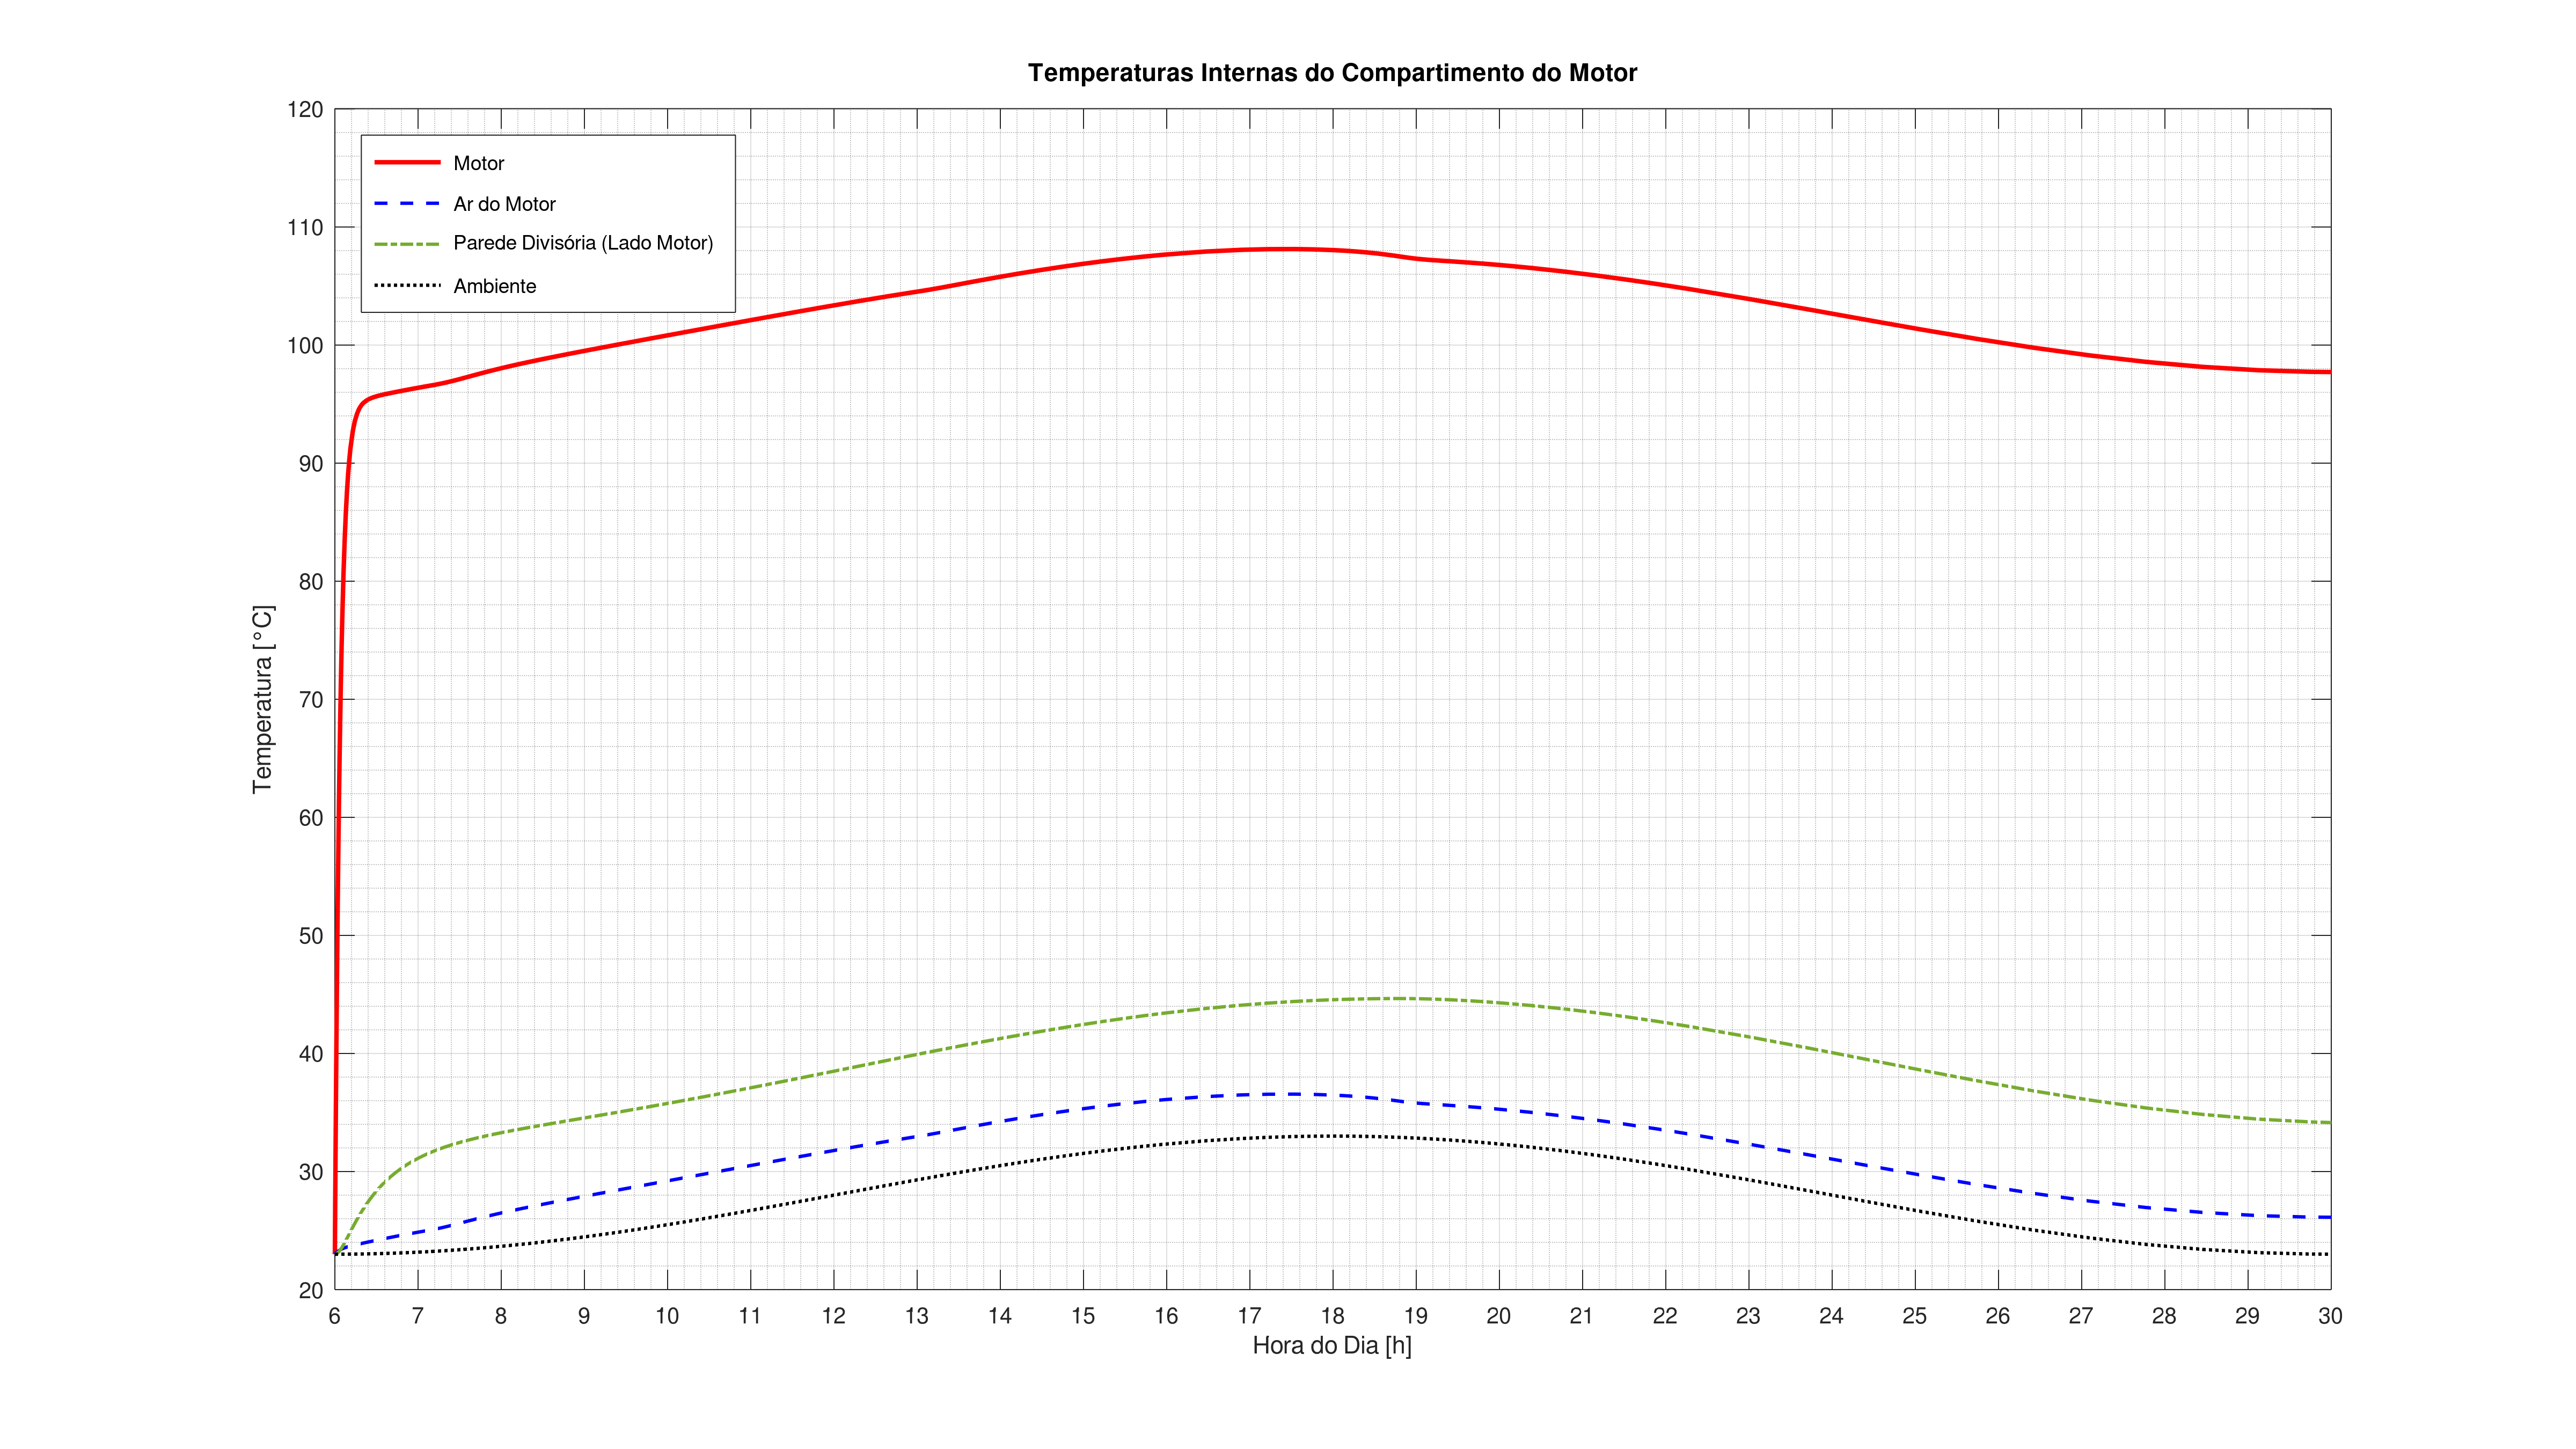 Temperaturas Internas do Compartimento do Motor
120
110
100
90
80
70
60
50
40
30
20
Temperatura [°C]
Motor
Ar do Motor
Parede Divisória (Lado Motor)
Ambiente
6 7 8 9 10 11 12 13 14 15 16 17 18 19 20 21 22 23 24 25 26 27 28 29 30
Hora do Dia [h]